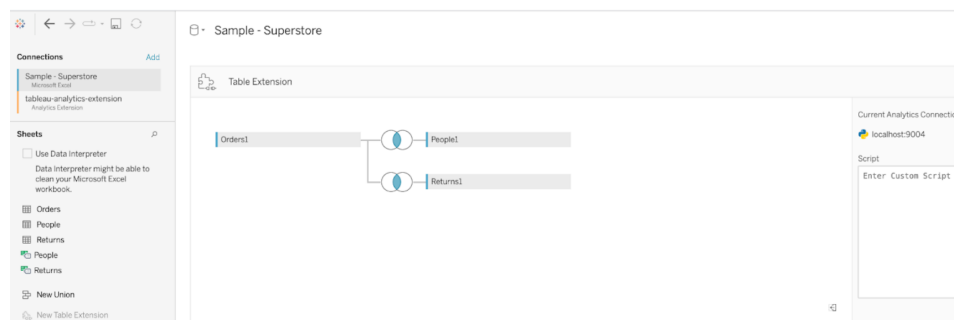 Sample - Superstore
Connections
Add
Sample - Superstore
Microsoft Excel
tableau-analytics-extension
Analytics Extension
Sheets
Use Data Interpreter
Data Interpreter might be able to
clean your Microsoft Excel
workbook.
Orders
People
Returns
People
Returns
New Union
New Table Extension
Table Extension
Orders1
People1
Returns1
Current Analytics Connectio
localhost:9004
Script
Enter Custom Script